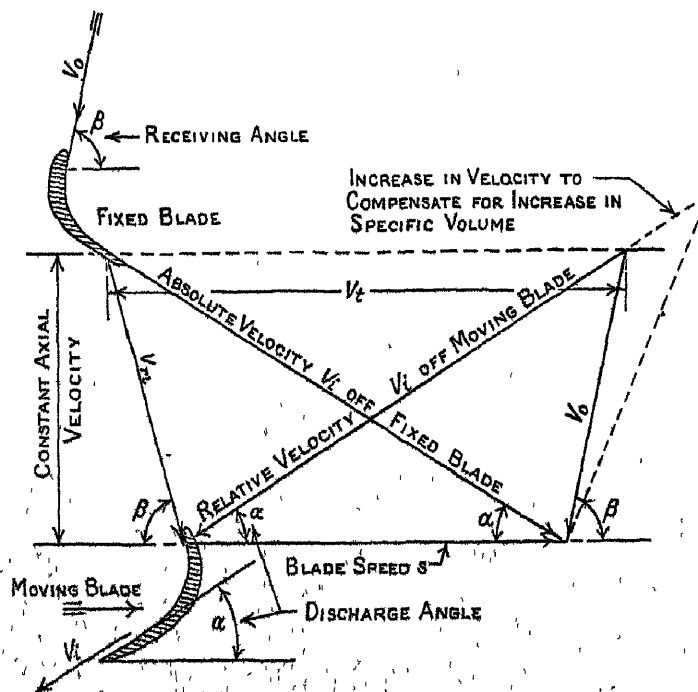 V₀
β
RECEIVING ANGLE
INCREASE IN VELOCITY TO
COMPENSATE FOR INCREASE IN
SPECIFIC VOLUME
FIXED BLADE
Vt
ABSOLUTE VELOCITY Vi OFF FIXED BLADE
RELATIVE VELOCITY Vi OFF MOVING BLADE
CONSTANT AXIAL
VELOCITY
V₀
β
α
α
β
BLADE SPEED S
MOVING BLADE
α
DISCHARGE ANGLE
Vi